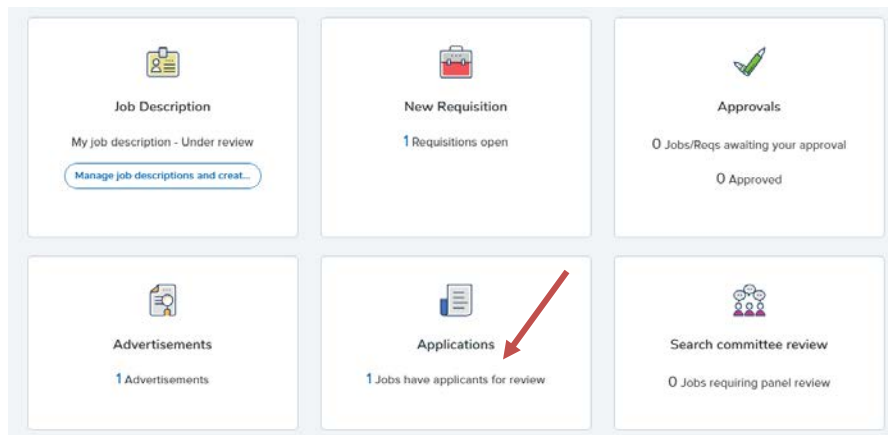 Job Description
My job description - Under review
Manage job descriptions and creat...
New Requisition
1 Requisitions open
Approvals
0 Jobs/Reqs awaiting your approval
0 Approved
Advertisements
1 Advertisements
Applications
1 Jobs have applicants for review
Search committee review
0 Jobs requiring panel review